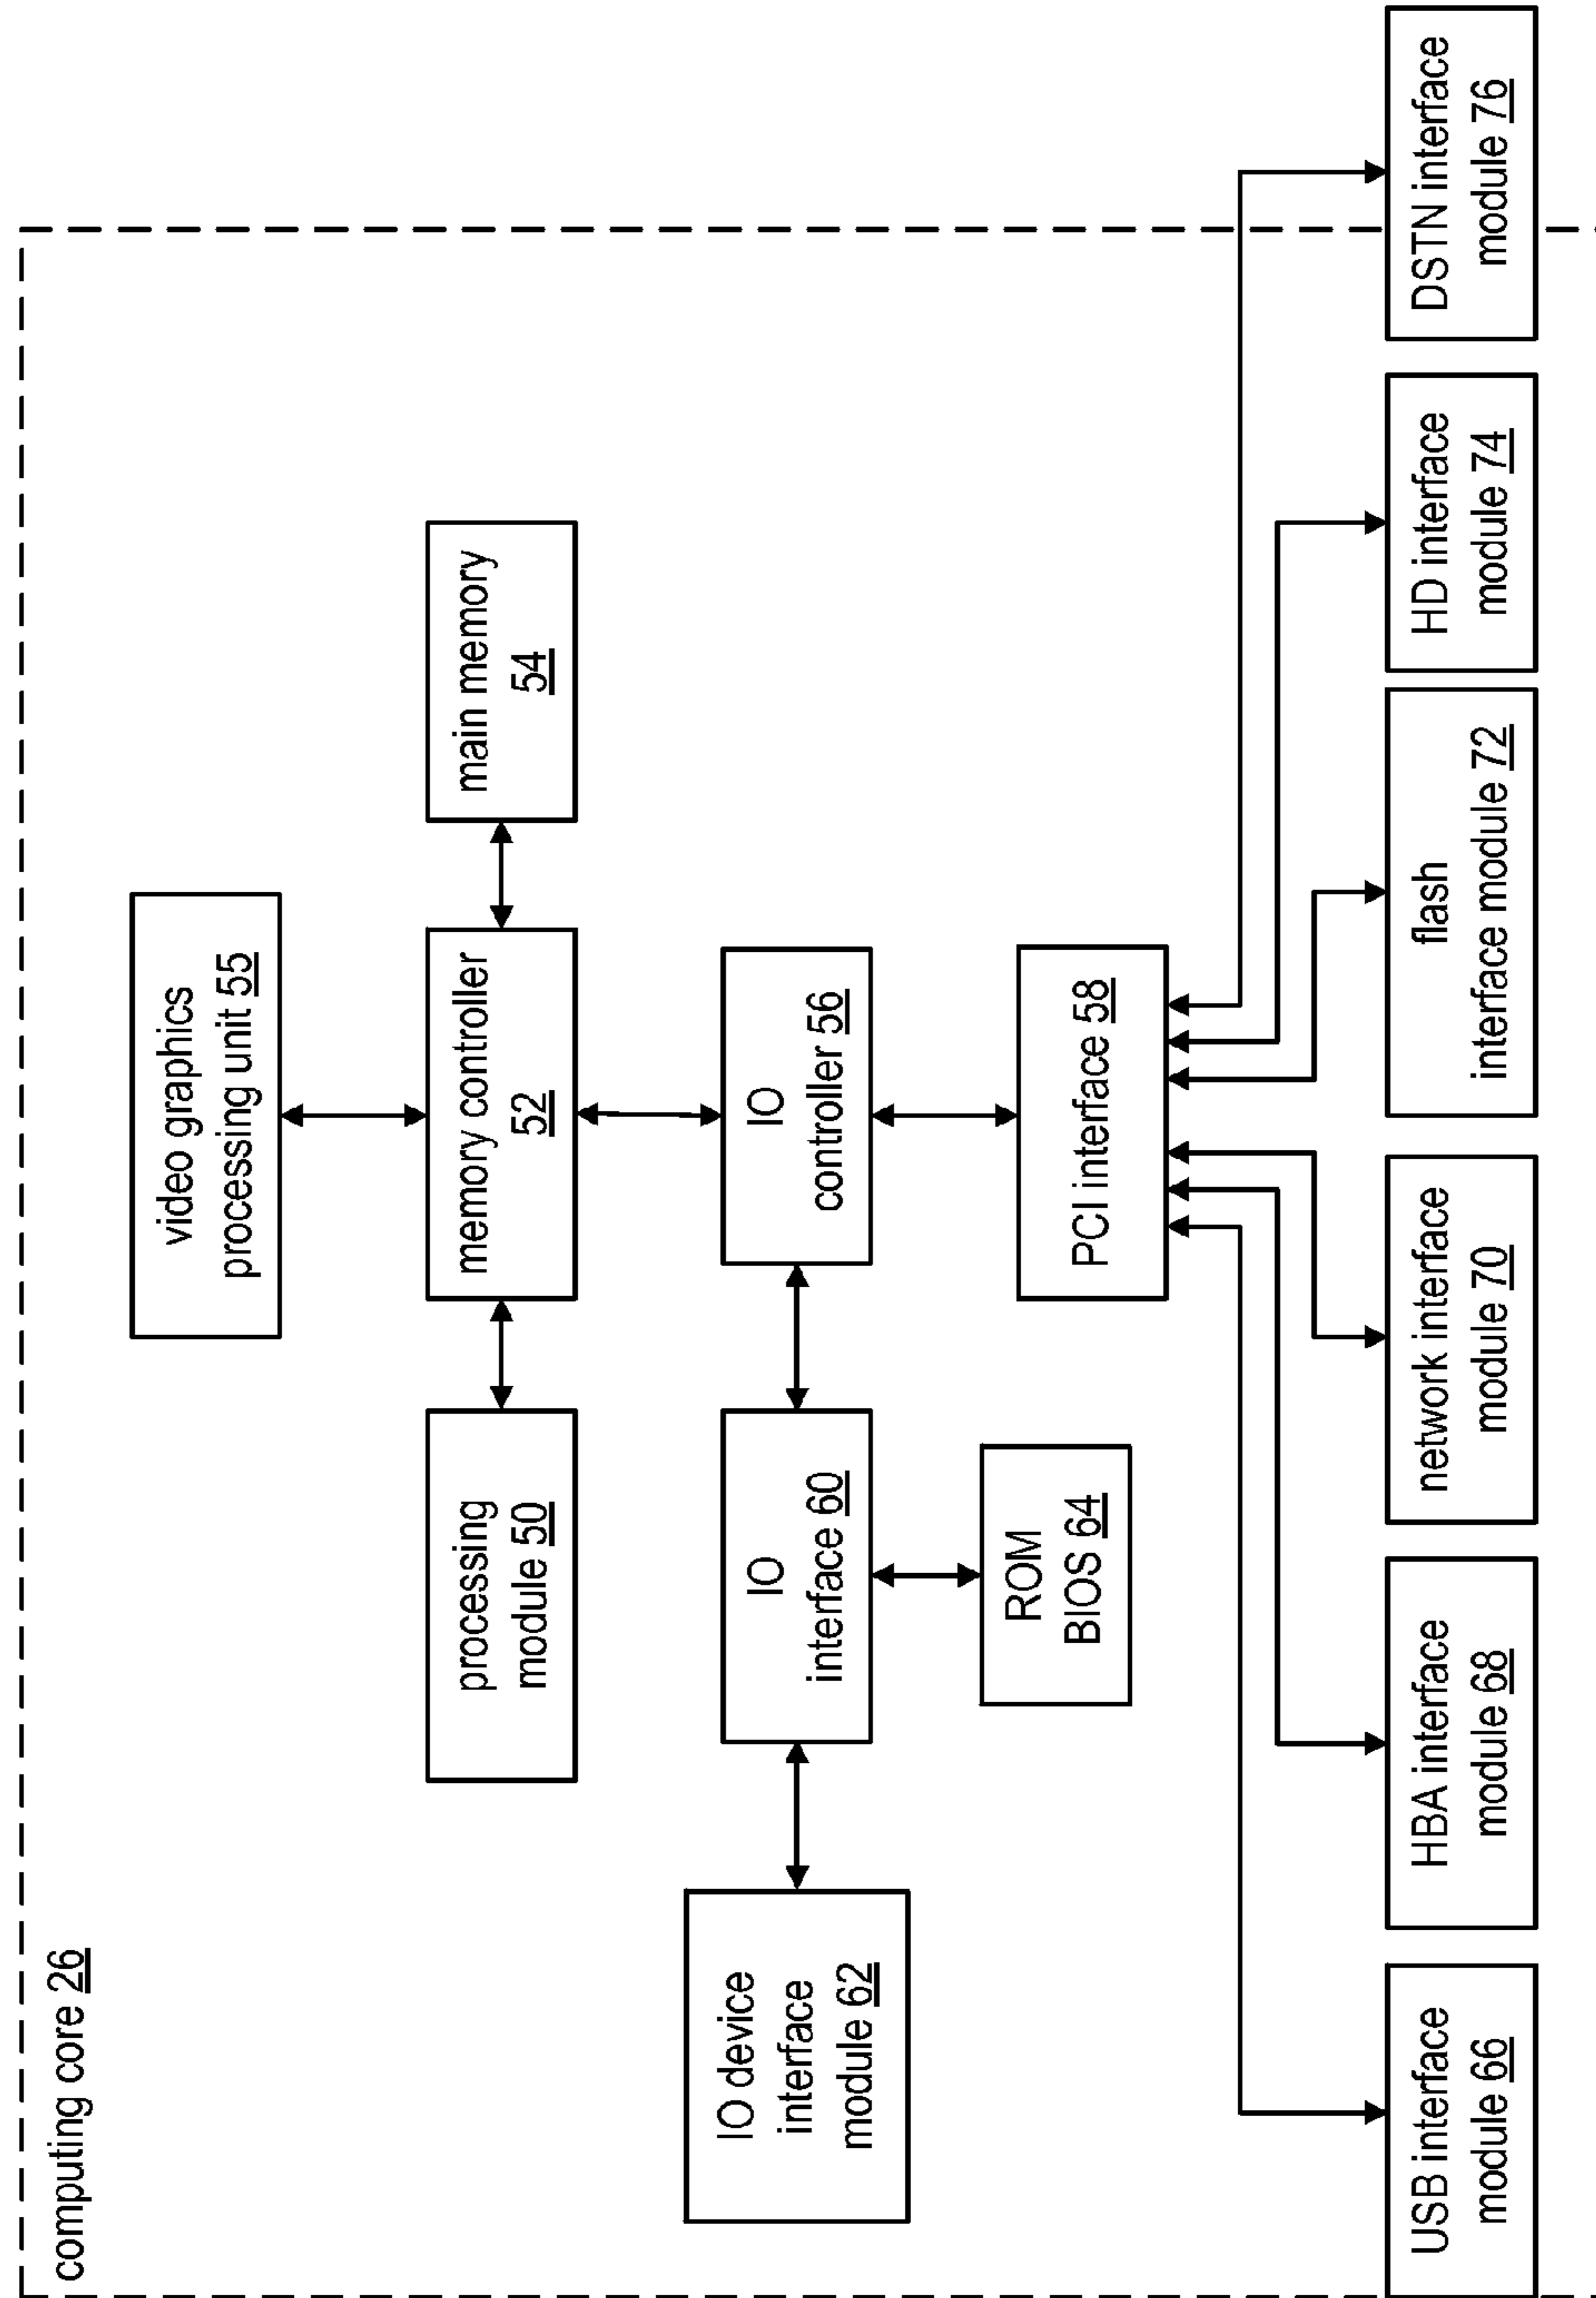 computing core 26
video graphics
processing unit 55
processing
module 50
memory controller
52
main memory
54
IO device
interface
module 62
IO
interface 60
IO
controller 56
ROM
BIOS 64
PCI interface 58
USB interface
module 66
HBA interface
module 68
network interface
module 70
flash
interface module 72
HD interface
module 74
DSTN interface
module 76